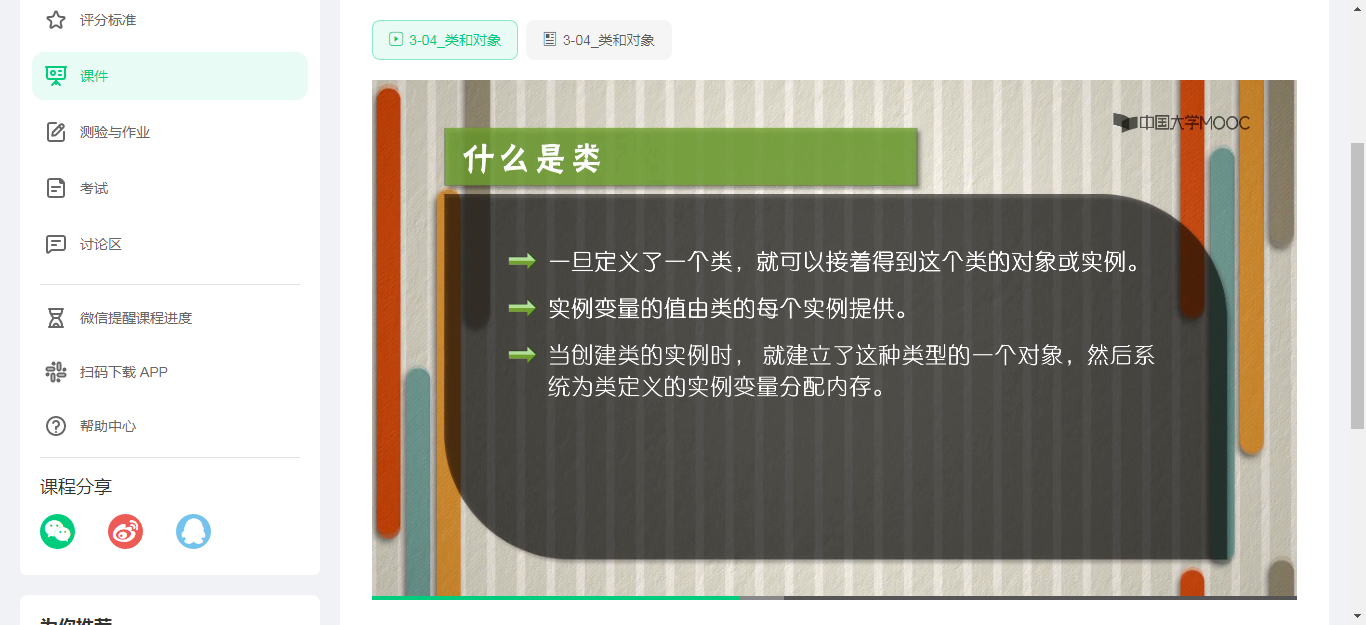 评分标准
课件
测验与作业
考试
讨论区
微信提醒课程进度
扫码下载 APP
帮助中心
课程分享
为你推荐
3-04_类和对象
3-04_类和对象
中国大学MOOC
什么是类
一旦定义了一个类，就可以接着得到这个类的对象或实例。
实例变量的值由类的每个实例提供。
当创建类的实例时， 就建立了这种类型的一个对象，然后系
统为类定义的实例变量分配内存。